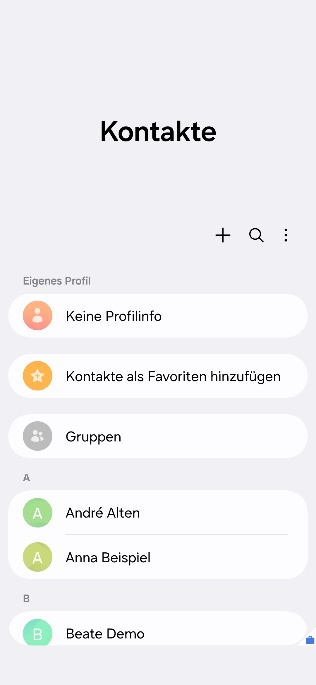 Kontakte
Eigenes Profil
Keine Profilinfo
Kontakte als Favoriten hinzufügen
Gruppen
A
A André Alten
A Anna Beispiel
B
B Beate Demo